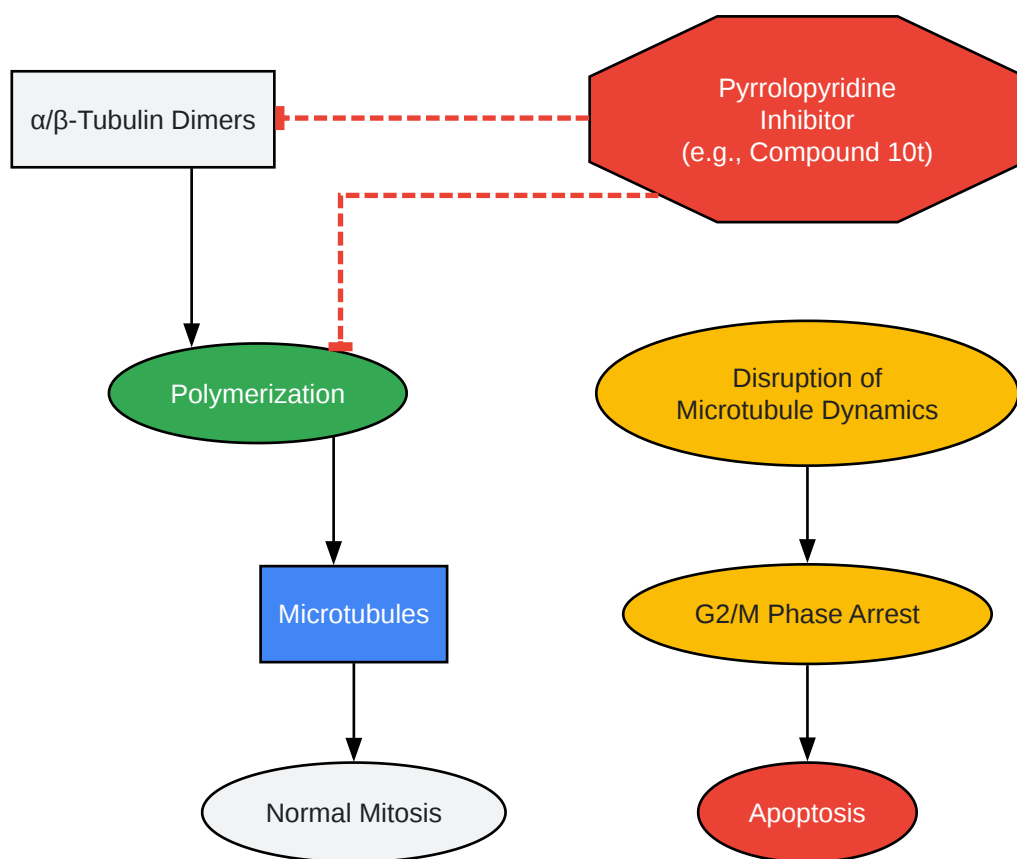 α/β-Tubulin Dimers
Pyrrolopyridine
Inhibitor
(e.g., Compound 10t)
Polymerization
Disruption of
Microtubule Dynamics
Microtubules
G2/M Phase Arrest
Normal Mitosis
Apoptosis